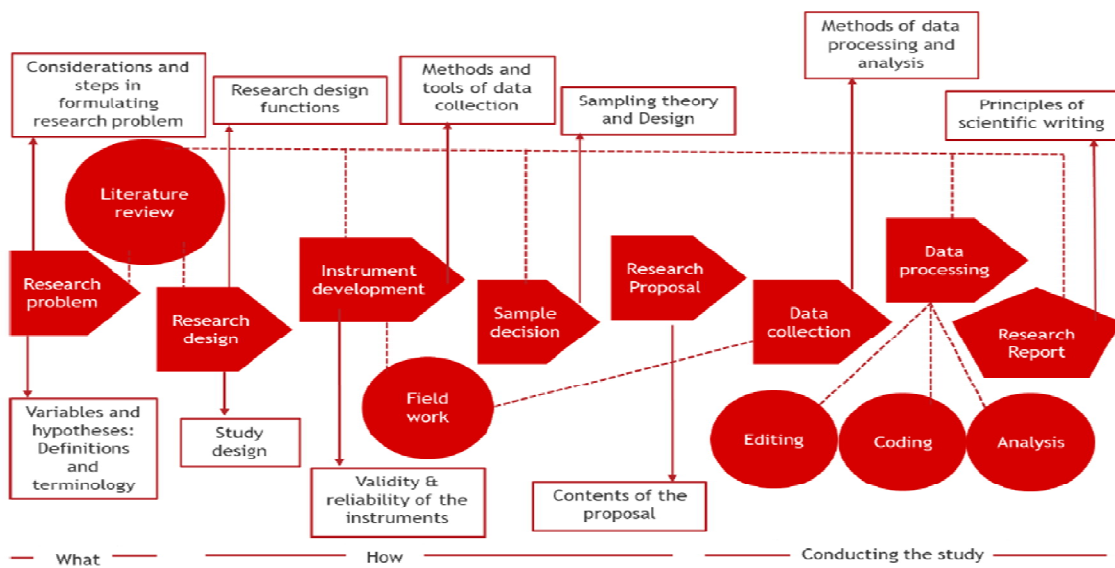 Methods of data
processing and
analysis
Considerations and
steps in
formulating
research problem
Research design
functions
Methods and
tools of data
collection
Sampling theory
and Design
Principles of
scientific writing
Literature
review
Research
problem
Research
design
Instrument
development
Sample
decision
Research
Proposal
Data
collection
Data
processing
Research
Report
Field
work
Editing
Coding
Analysis
Variables and
hypotheses:
Definitions
and
terminology
Study
design
Validity &
reliability of the
instruments
Contents of the
proposal
What
How
Conducting the study